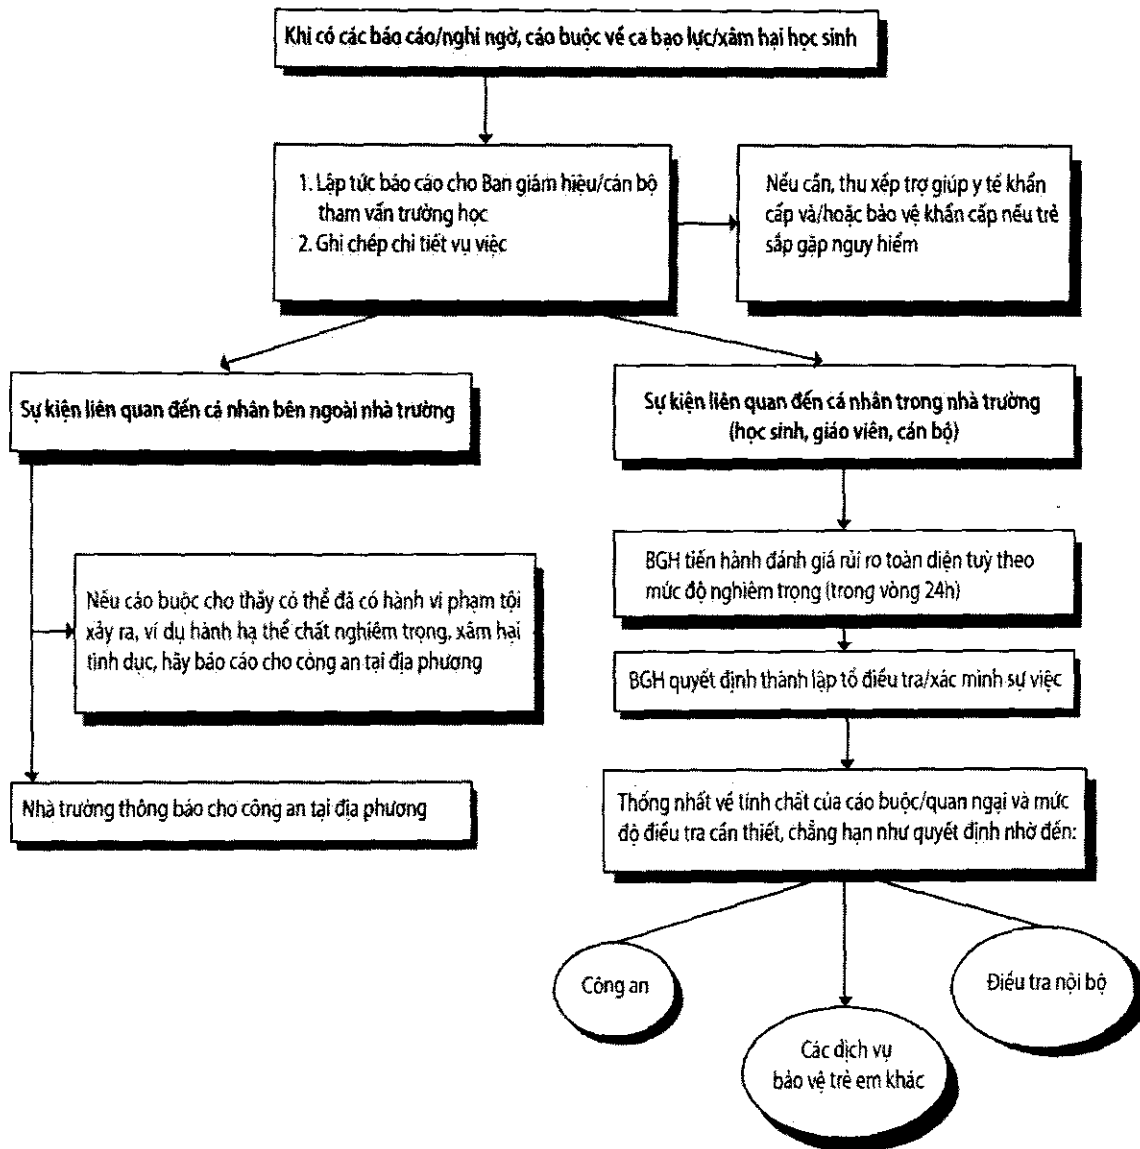 Khi có các báo cáo/nghi ngờ, cáo buộc về ca bạo lực/xâm hại học sinh
1. Lập tức báo cáo cho Ban giám hiệu/cán bộ
tham vấn trường học
2. Ghi chép chi tiết vụ việc
Nếu cần, thu xếp trợ giúp y tế khẩn
cấp và/hoặc bảo vệ khẩn cấp nếu trẻ
sắp gặp nguy hiểm
Sự kiện liên quan đến cá nhân bên ngoài nhà trường
Sự kiện liên quan đến cá nhân trong nhà trường
(học sinh, giáo viên, cán bộ)
Nếu cáo buộc cho thấy có thể đã có hành vi phạm tội
xảy ra, ví dụ hành hạ thể chất nghiêm trọng, xâm hại
tình dục, hãy báo cáo cho công an tại địa phương
Nhà trường thông báo cho công an tại địa phương
BGH tiến hành đánh giá rủi ro toàn diện tuỳ theo
mức độ nghiêm trọng (trong vòng 24h)
BGH quyết định thành lập tổ điều tra/xác minh sự việc
Thống nhất về tính chất của cáo buộc/quan ngại và mức
độ điều tra cần thiết, chẳng hạn như quyết định nhờ đến:
Công an
Các dịch vụ
bảo vệ trẻ em khác
Điều tra nội bộ